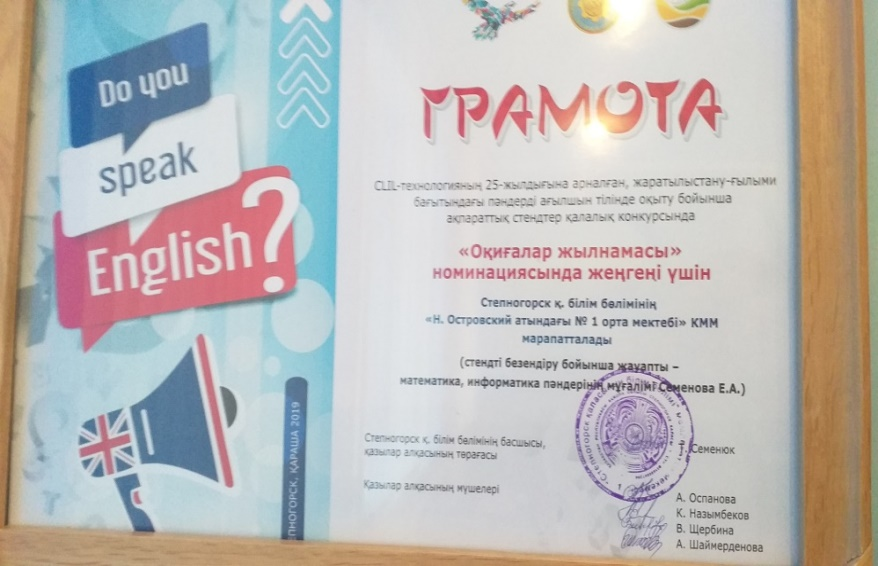 Do you
speak
English?
СТЕПНОГОРСК, ҚАРАША 2019
ГРАМОТА
CLIL-технологияның 25-жылдығына арналған, жаратылыстану-ғылыми
бағытындағы пәндерді ағылшын тілінде оқыту бойынша
ақпараттық стендтер қалалық конкурсында
«Оқиғалар жылнамасы»
номинациясында жеңгені үшін
Степногорск қ. білім бөлімінің
«Н. Островский атындағы № 1 орта мектебі» КММ
марапатталады
(стендті безендіру бойынша жауапты –
математика, информатика пәндерінің мұғалімі Семенова Е.А.)
Степногорск қ. білім бөлімінің басшысы,
қазылар алқасының төрағасы
Семенюк
Қазылар алқасының мүшелері
А. Оспанова
К. Назымбеков
В. Щербина
А. Шаймерденова